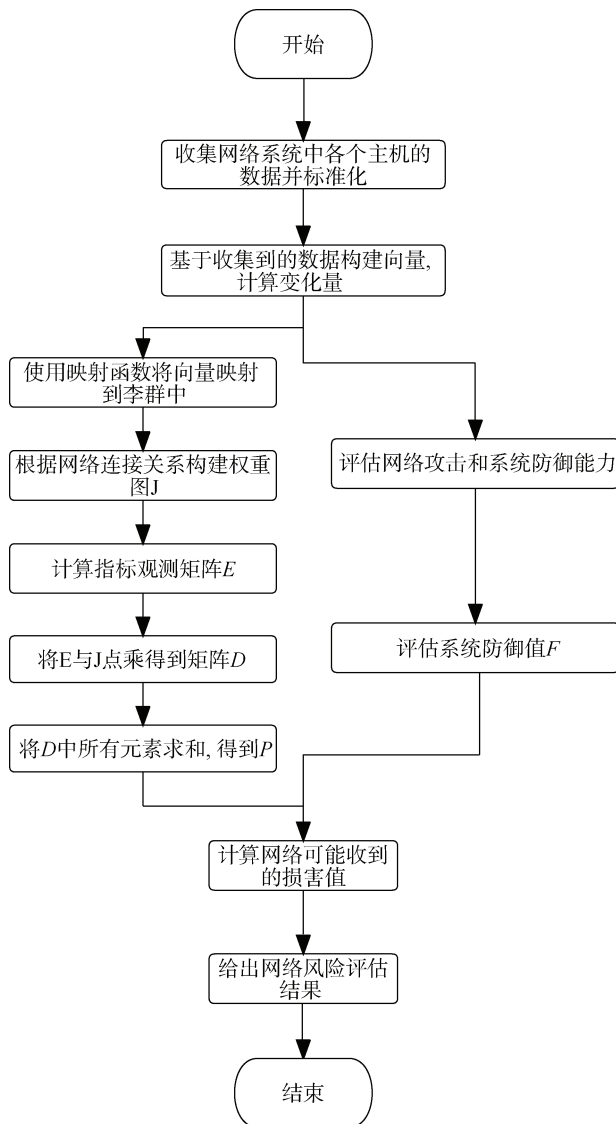 开始
收集网络系统中各个主机的
数据并标准化
基于收集到的数据构建向量,
计算变化量
使用映射函数将向量映射
到李群中
根据网络连接关系构建权重
图J
计算指标观测矩阵E
将E与J点乘得到矩阵D
将D中所有元素求和, 得到P
评估网络攻击和系统防御能力
评估系统防御值F
计算网络可能收到
的损害值
给出网络风险评估
结果
结束